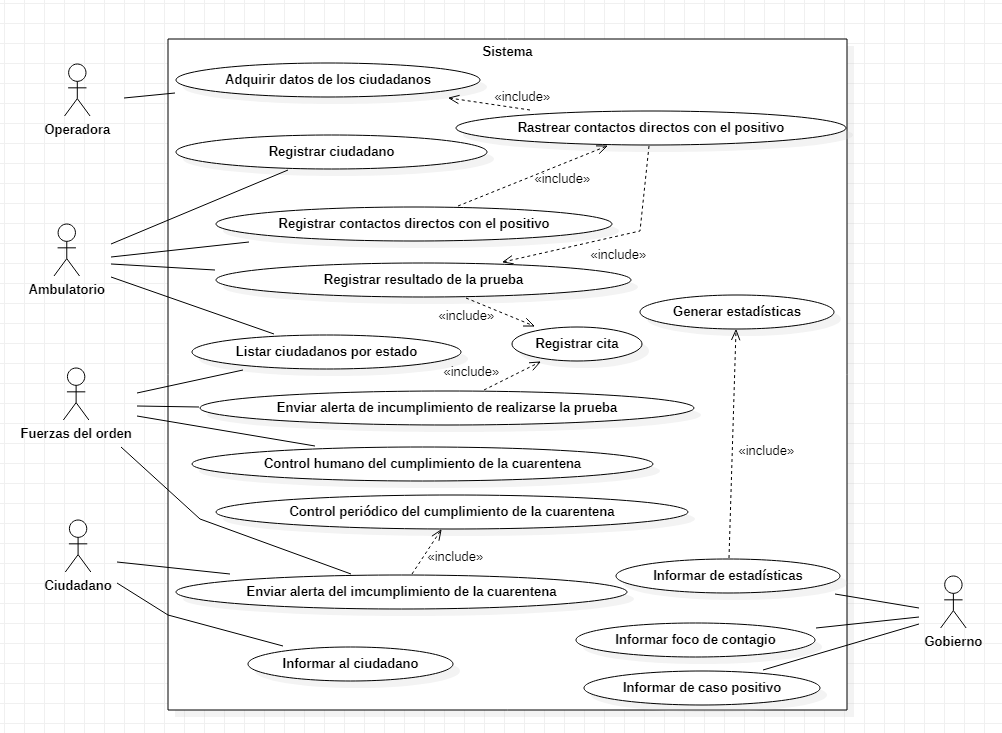 Sistema
Adquirir datos de los ciudadanos
«include»
Operadora
Rastrear contactos directos con el positivo
Registrar ciudadano
«include»
Registrar contactos directos con el positivo
«include»
Ambulatorio
Registrar resultado de la prueba
«include»
Generar estadísticas
Registrar cita
Listar ciudadanos por estado
«include»
Enviar alerta de incumplimiento de realizarse la prueba
Fuerzas del orden
«include»
Control humano del cumplimiento de la cuarentena
Control periódico del cumplimiento de la cuarentena
«include»
Informar de estadísticas
Ciudadano
Enviar alerta del imcumplimiento de la cuarentena
Informar foco de contagio
Gobierno
Informar al ciudadano
Informar de caso positivo